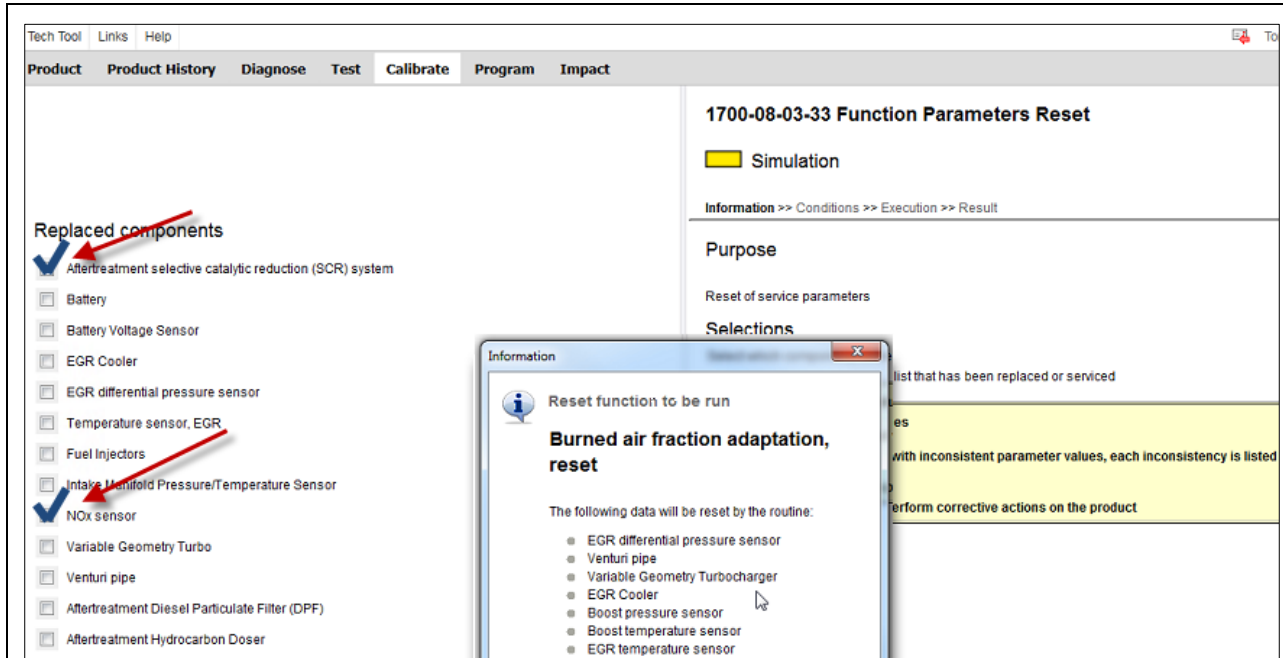 Tech Tool Links Help To
Product Product History Diagnose Test Calibrate Program Impact
1700-08-03-33 Function Parameters Reset
Simulation
Information >> Conditions >> Execution >> Result
Replaced components
Aftertreatment selective catalytic reduction (SCR) system
Battery
Battery Voltage Sensor
EGR Cooler
EGR differential pressure sensor
Temperature sensor, EGR
Fuel Injectors
Intake Manifold Pressure/Temperature Sensor
NOx sensor
Variable Geometry Turbo
Venturi pipe
Aftertreatment Diesel Particulate Filter (DPF)
Aftertreatment Hydrocarbon Doser
Purpose
Reset of service parameters
Selections
list that has been replaced or serviced
es
with inconsistent parameter values, each inconsistency is listed
erform corrective actions on the product
Information
Reset function to be run
Burned air fraction adaptation,
reset
The following data will be reset by the routine:
EGR differential pressure sensor
Venturi pipe
Variable Geometry Turbocharger
EGR Cooler
Boost pressure sensor
Boost temperature sensor
EGR temperature sensor